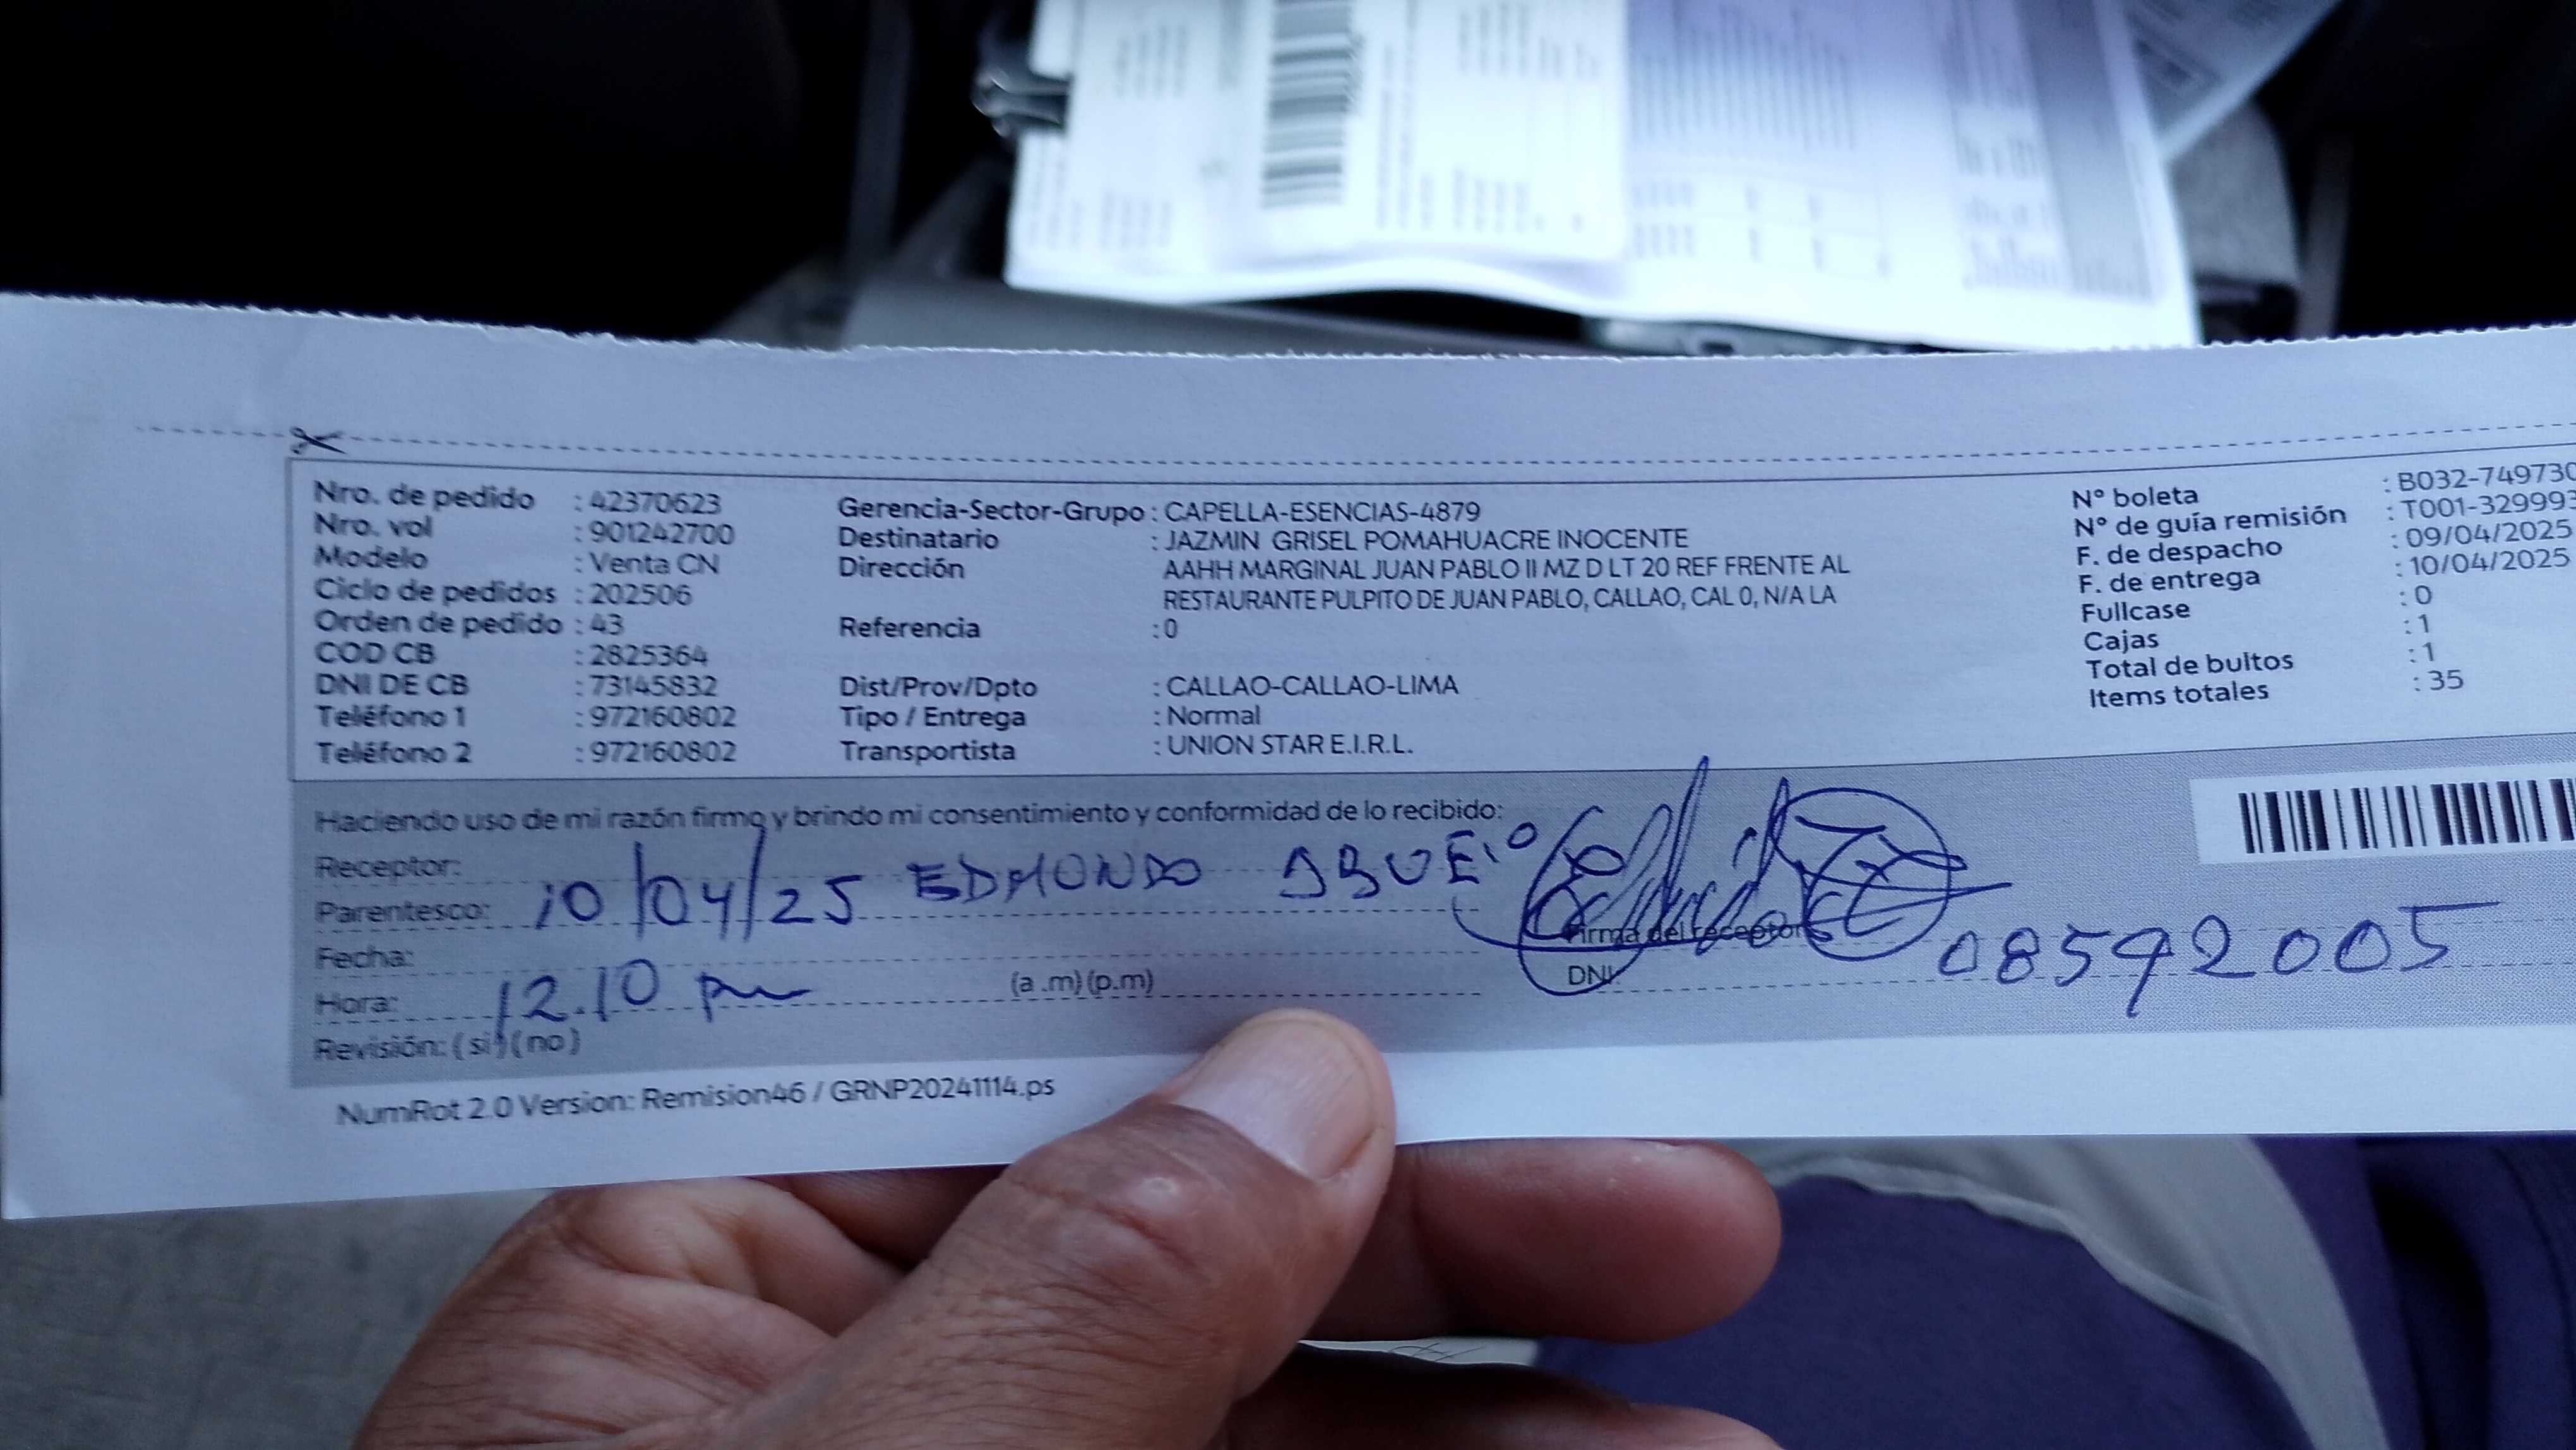 Nro. de pedido : 42370623
Nro. vol : 901242700
Modelo : Venta CN
Ciclo de pedidos : 202506
Orden de pedido : 43
COD CB : 2825364
DNI DE CB : 73145832
Teléfono 1 : 972160802
Teléfono 2 : 972160802
Gerencia-Sector-Grupo : CAPELLA-ESENCIAS-4879
Destinatario : JAZMIN GRISEL POMAHUACRE INOCENTE
Dirección AAHH MARGINAL JUAN PABLO II MZ D LT 20 REF FRENTE AL
RESTAURANTE PULPITO DE JUAN PABLO, CALLAO, CAL 0, N/A LA
Referencia : 0
Dist/Prov/Dpto : CALLAO-CALLAO-LIMA
Tipo / Entrega : Normal
Transportista : UNION STAR E.I.R.L.
N° boleta : B032-749730
N° de guía remisión : T001-329993
F. de despacho : 09/04/2025
F. de entrega : 10/04/2025
Fullcase : 0
Cajas : 1
Total de bultos : 1
Items totales : 35
Haciendo uso de mi razón firmo y brindo mi consentimiento y conformidad de lo recibido:
Receptor:
Parentesco: 10/04/25 EDMONDO ABUE
Fecha:
Hora: 12.10 pm (a .m) (p.m)
Revisión: ( si ) ( no )
Firma del receptor
DNI: 08592005
NumRot 2.0 Version: Remision46 / GRNP20241114.ps